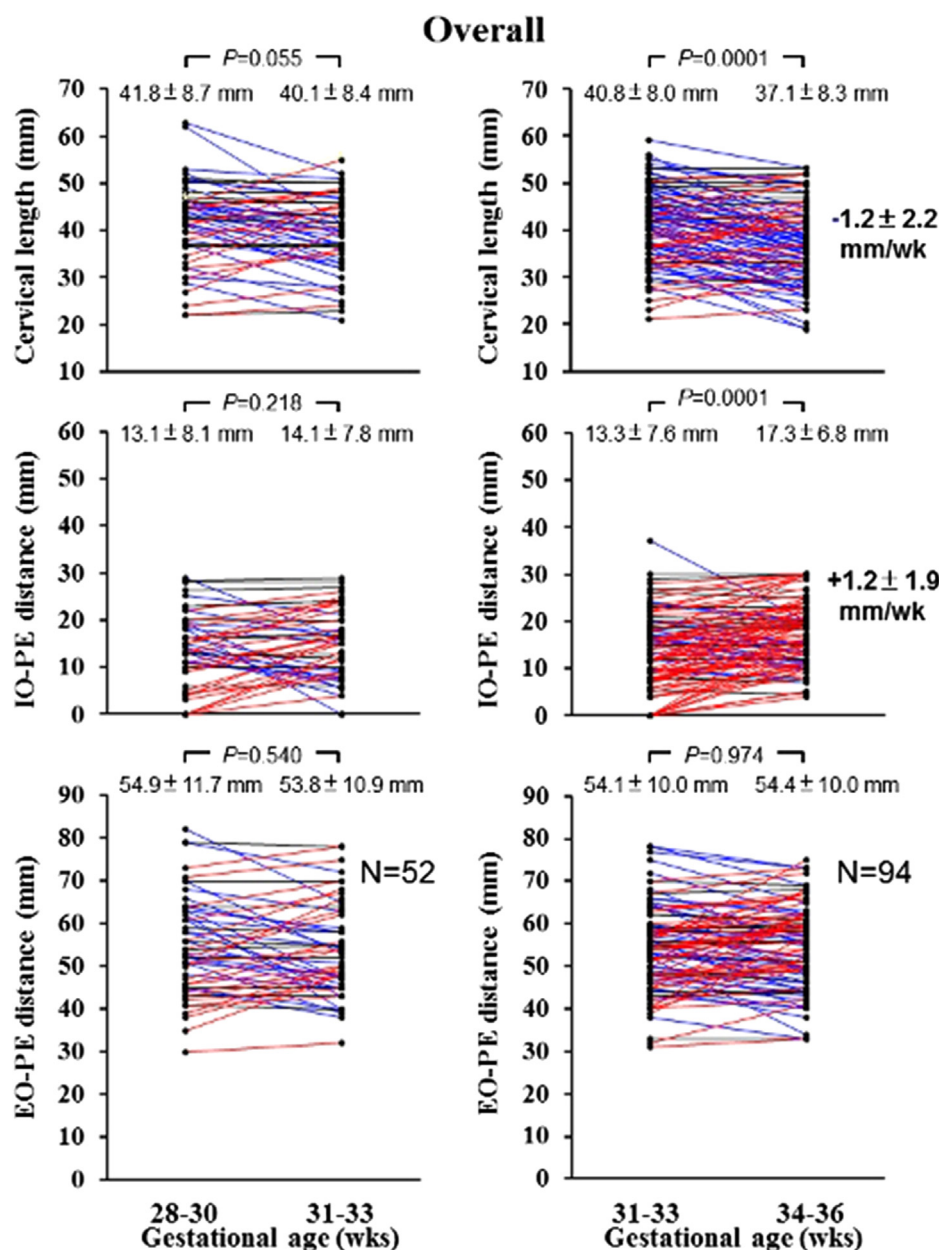 Overall
P=0.055
P=0.0001
41.8 ± 8.7 mm 40.1 ± 8.4 mm
40.8 ± 8.0 mm 37.1 ± 8.3 mm
Cervical length (mm)
70
60
50
40
30
20
10
Cervical length (mm)
70
60
50
40
30
20
10
-1.2 ± 2.2
mm/wk
P=0.218
P=0.0001
13.1 ± 8.1 mm 14.1 ± 7.8 mm
13.3 ± 7.6 mm 17.3 ± 6.8 mm
IO-PE distance (mm)
60
50
40
30
20
10
0
IO-PE distance (mm)
60
50
40
30
20
10
0
+1.2 ± 1.9
mm/wk
P=0.540
P=0.974
54.9 ± 11.7 mm 53.8 ± 10.9 mm
54.1 ± 10.0 mm 54.4 ± 10.0 mm
EO-PE distance (mm)
90
80
70
60
50
40
30
20
10
0
N=52
EO-PE distance (mm)
90
80
70
60
50
40
30
20
10
0
N=94
28-30 31-33
Gestational age (wks)
31-33 34-36
Gestational age (wks)